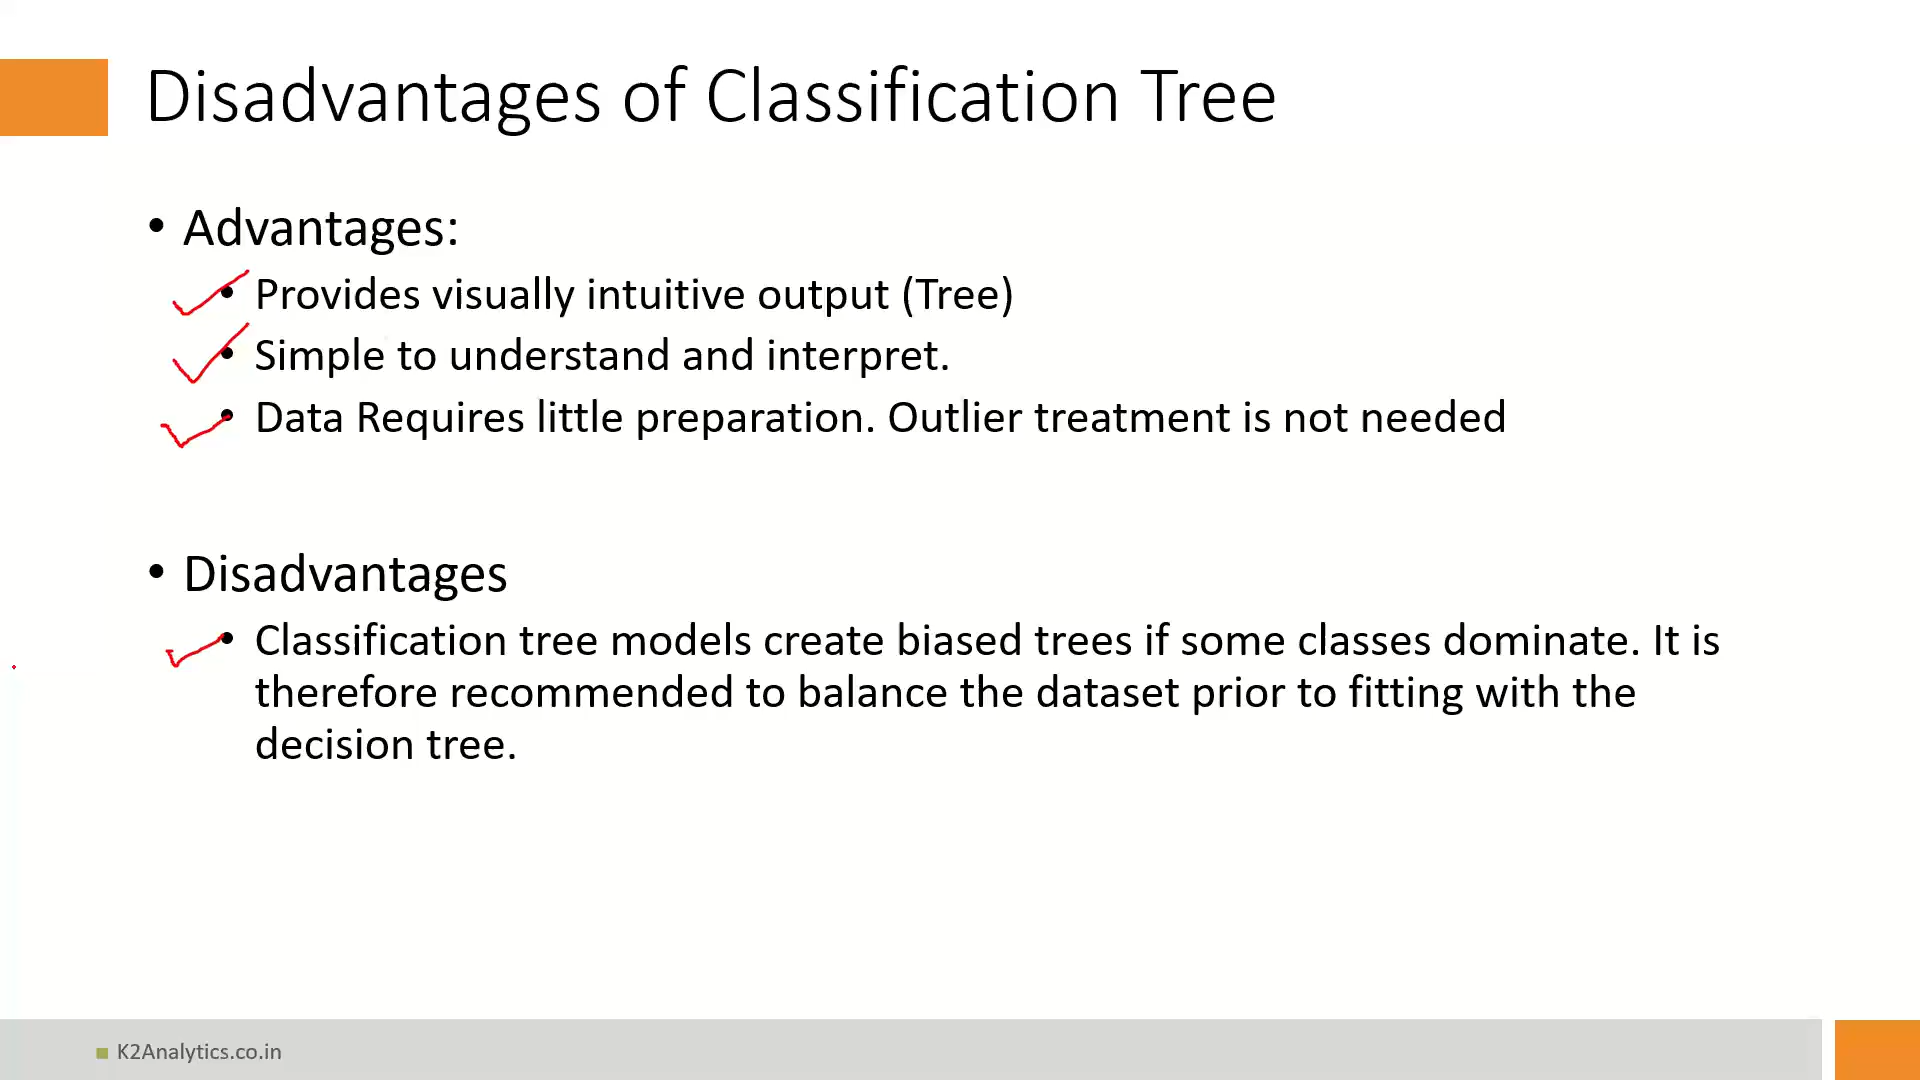 Disadvantages of Classification Tree
• Advantages:
• Provides visually intuitive output (Tree)
• Simple to understand and interpret.
• Data Requires little preparation. Outlier treatment is not needed
• Disadvantages
• Classification tree models create biased trees if some classes dominate. It is
therefore recommended to balance the dataset prior to fitting with the
decision tree.
K2Analytics.co.in